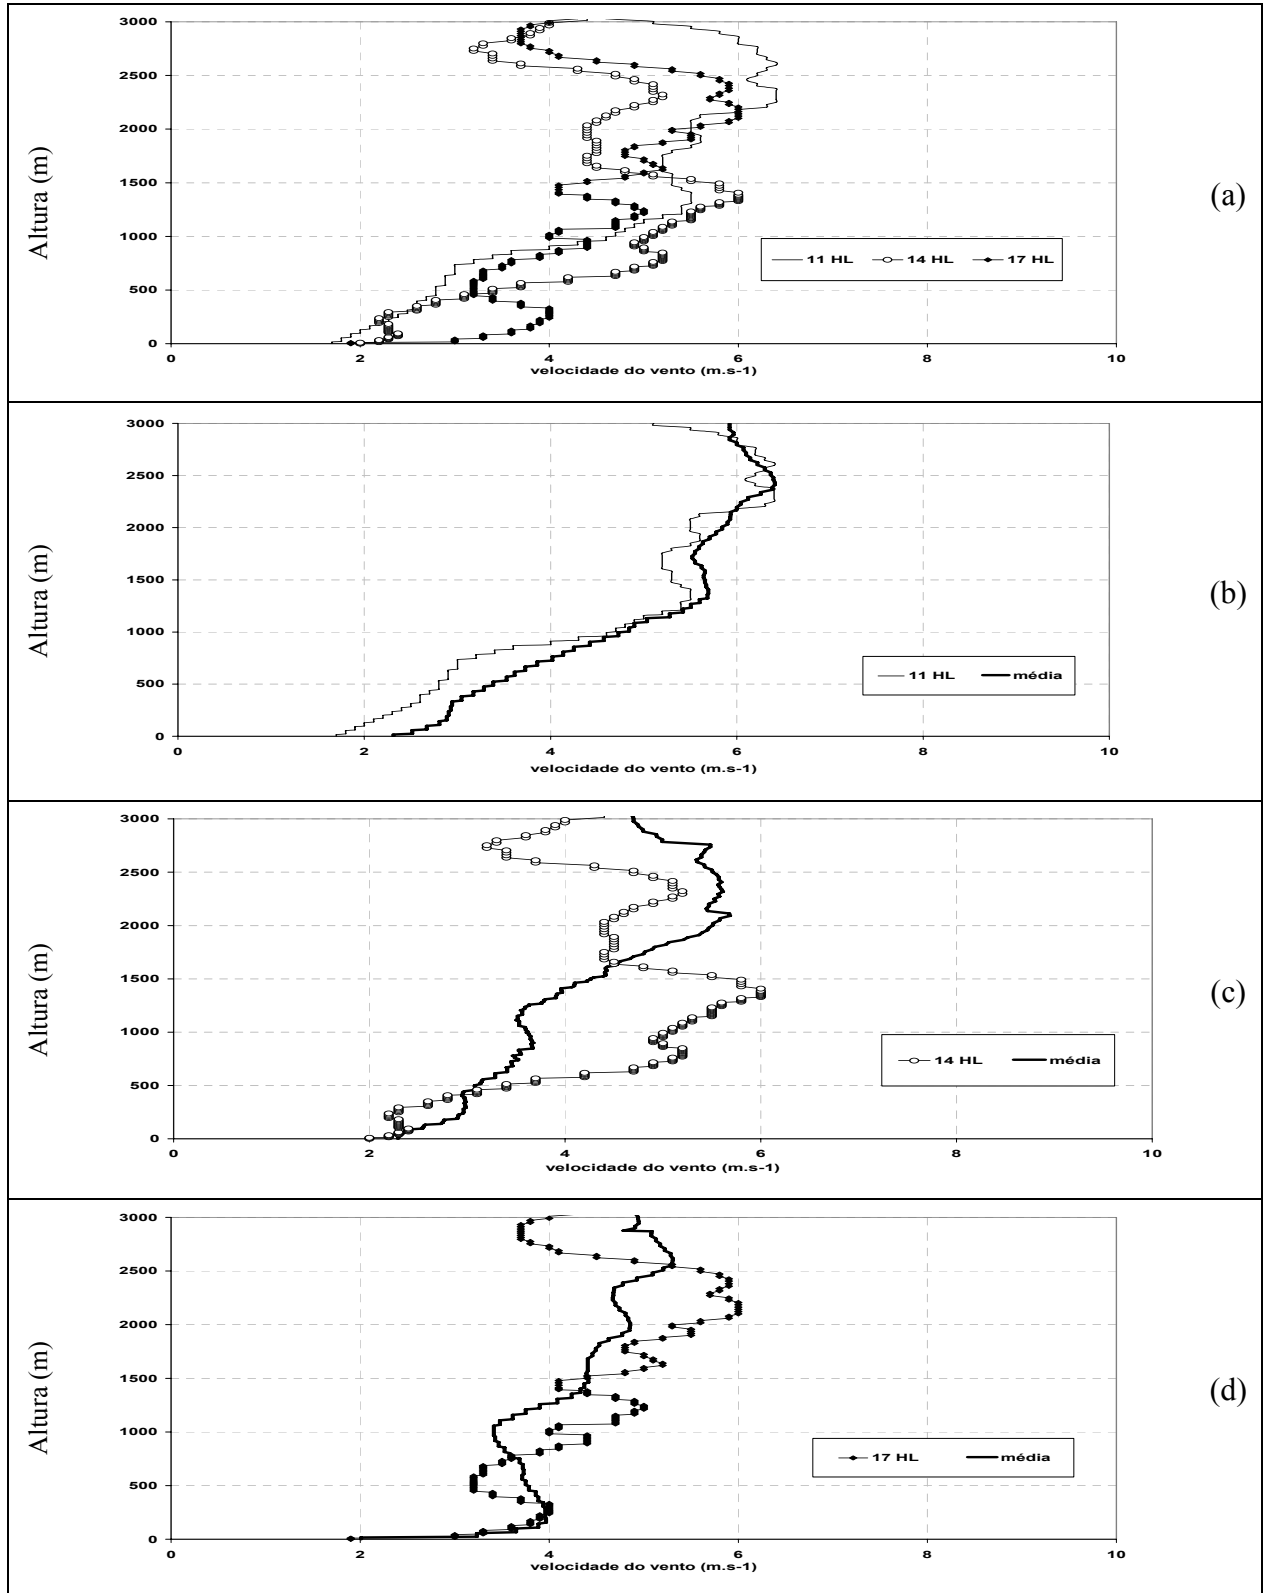 3000
2500
2000
1500
1000
500
0
Altura (m)
11 HL 14 HL 17 HL
(a)
0 2 4 6 8 10
velocidade do vento (m.s-1)
3000
2500
2000
1500
1000
500
0
Altura (m)
11 HL média
(b)
0 2 4 6 8 10
velocidade do vento (m.s-1)
3000
2500
2000
1500
1000
500
0
Altura (m)
14 HL média
(c)
0 2 4 6 8 10
velocidade do vento (m.s-1)
3000
2500
2000
1500
1000
500
0
Altura (m)
17 HL média
(d)
0 2 4 6 8 10
velocidade do vento (m.s-1)